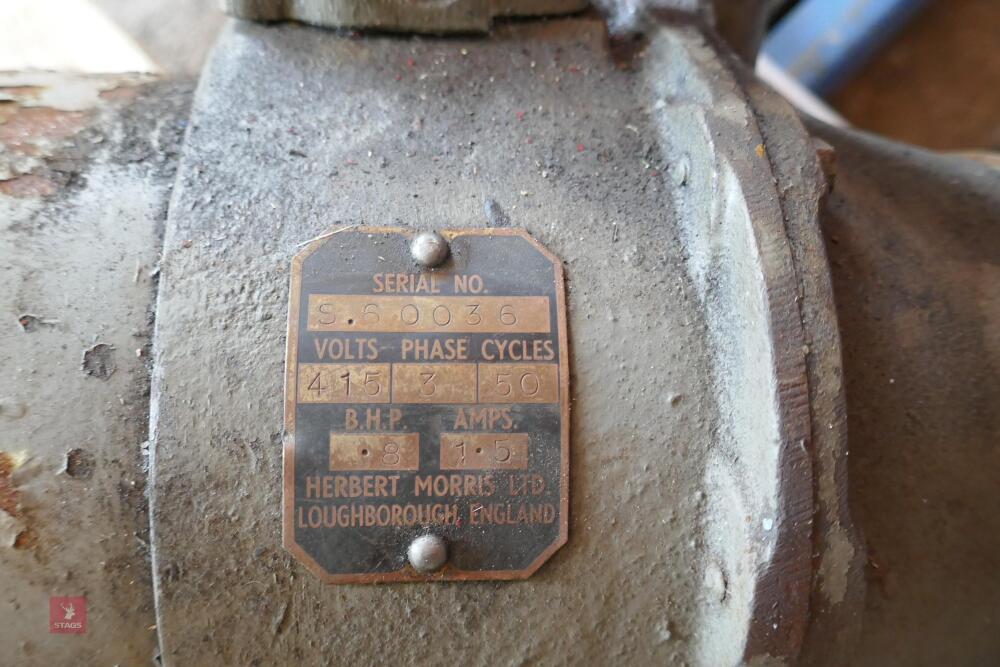 SERIAL NO.
S.60036
VOLTS PHASE CYCLES
415 3 50
B.H.P. AMPS.
.8 1.5
HERBERT MORRIS LTD.
LOUGHBOROUGH, ENGLAND
STAGS